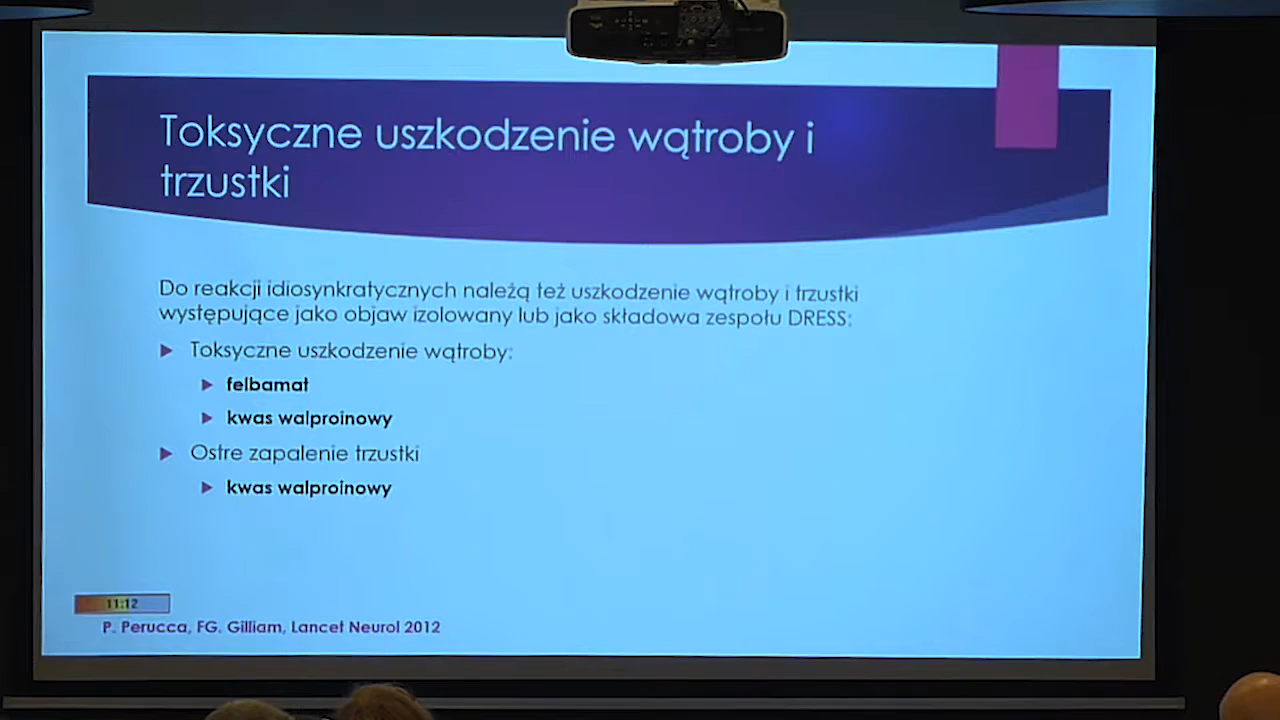 Toksyczne uszkodzenie wątroby i
trzustki
Do reakcji idiosynkratycznych należą też uszkodzenie wątroby i trzustki
występujące jako objaw izolowany lub jako składowa zespołu DRESS:
Toksyczne uszkodzenie wątroby:
felbamat
kwas walproinowy
Ostre zapalenie trzustki
kwas walproinowy
11:12
P. Perucca, FG. Gilliam, Lancet Neurol 2012